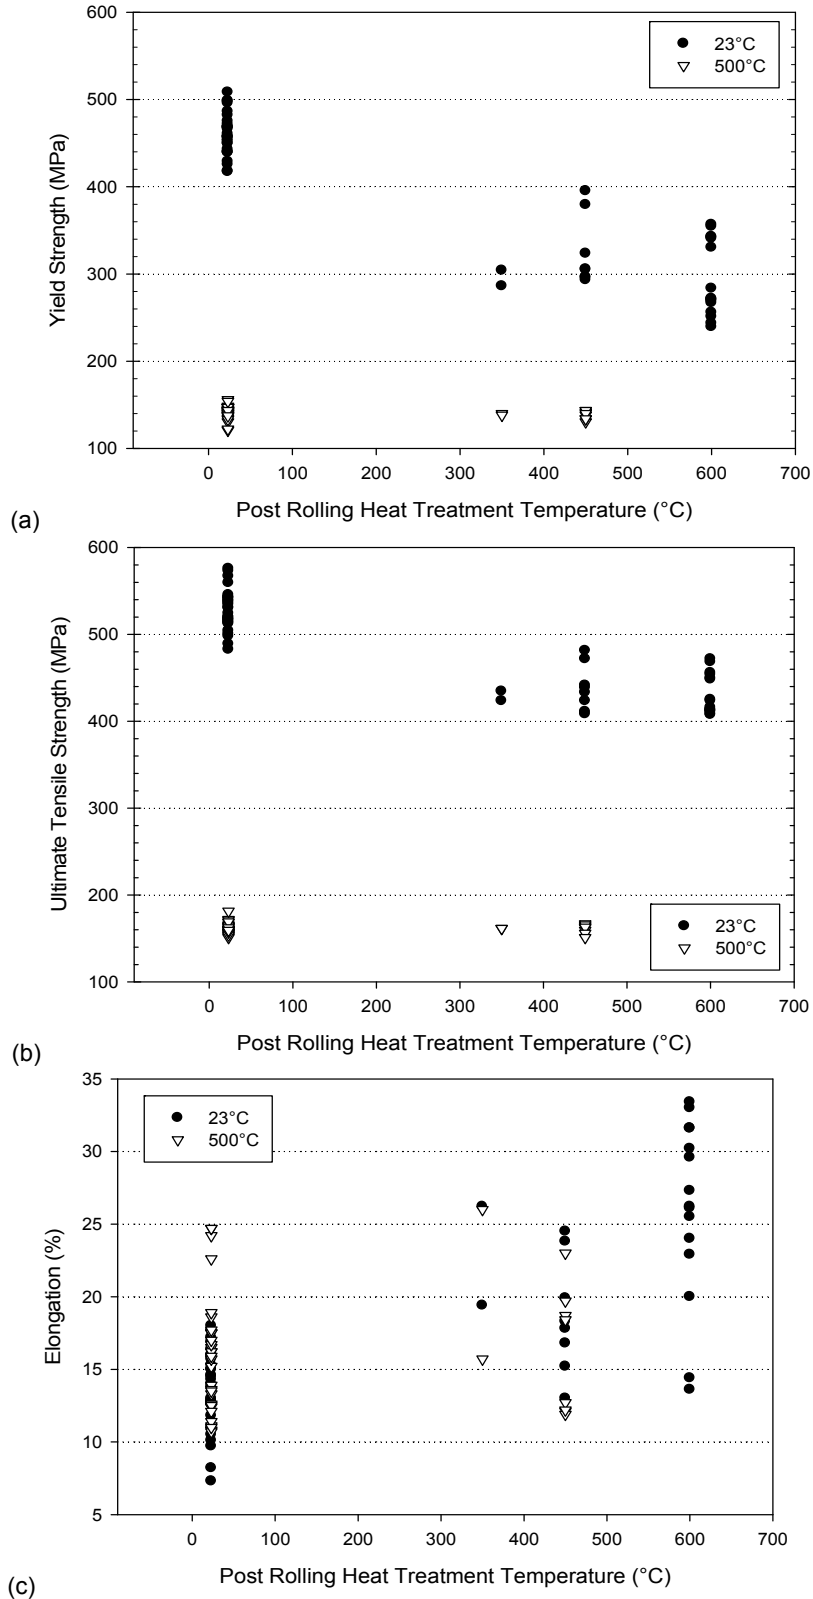 600
500
400
300
200
100
Yield Strength (MPa)
23°C
500°C
0 100 200 300 400 500 600 700
Post Rolling Heat Treatment Temperature (°C)
(a)
600
500
400
300
200
100
Ultimate Tensile Strength (MPa)
23°C
500°C
0 100 200 300 400 500 600 700
Post Rolling Heat Treatment Temperature (°C)
(b)
35
30
25
20
15
10
5
Elongation (%)
23°C
500°C
0 100 200 300 400 500 600 700
Post Rolling Heat Treatment Temperature (°C)
(c)